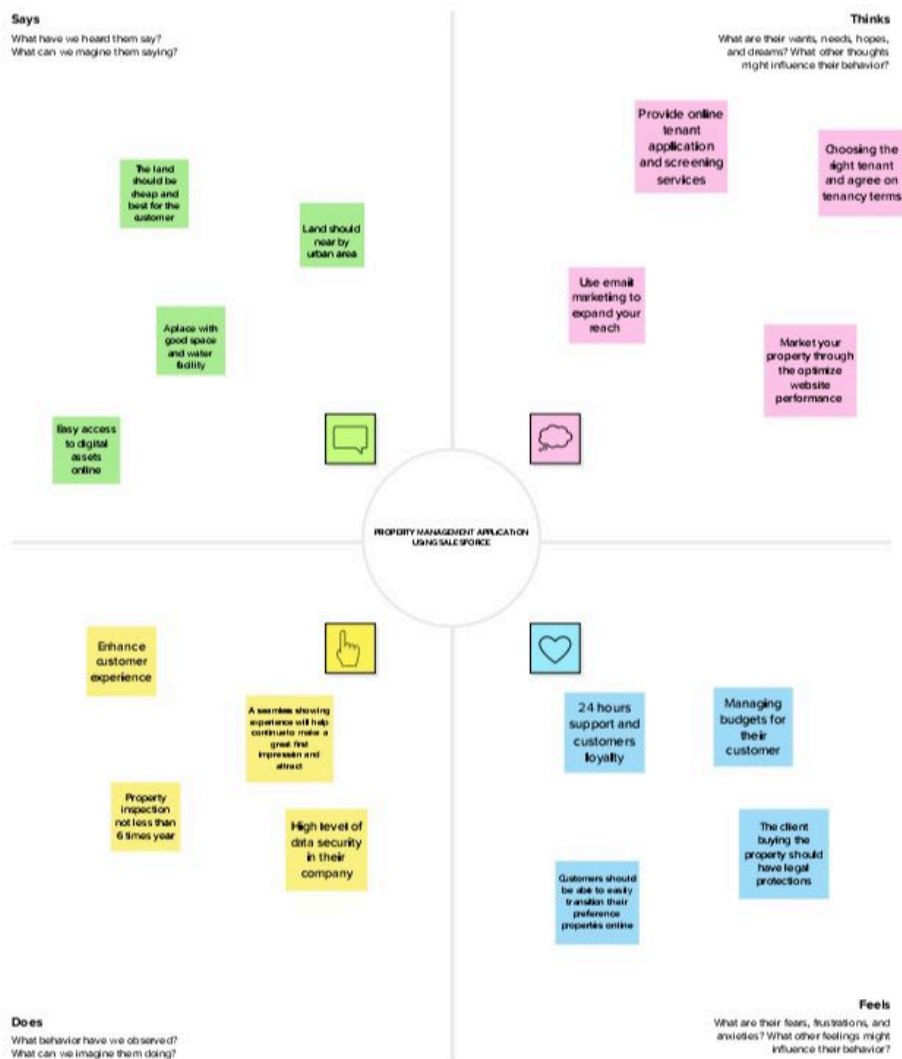 Says
What have we heard them say?
What can we magine them saying?
The land
should be
cheap and
best for the
customer
Land should
near by
urban area
Aplace with
good space
and water
facility
Easy access
to digital
assets
online
Thinks
What are their wants, needs, hopes,
and dreams? What other thoughts
might influence their behavior?
Provide online
tenant
application
and screening
services
Choosing the
right tenant
and agree on
tenancy terms
Use email
marketing to
expand your
reach
Market your
property through
the optimize
website
performance
PROPERTY MANAGEMENT APPLICATION
USING SALESFORCE
Enhance
customer
experience
A seamless showing
experience will help
continue to make a
great first
impression and
attract
Property
inspection
not less than
6 times year
High level of
data security
in their
company
Does
What behavior have we observed?
What can we imagine them doing?
24 hours
support and
customers
loyalty
Managing
budgets for
their
customer
The client
buying the
property should
have legal
protections
Customers should
be able to easily
transition their
preference
properties online
Feels
What are their fears, frustrations, and
anxieties? What other feelings might
influence their behavior?